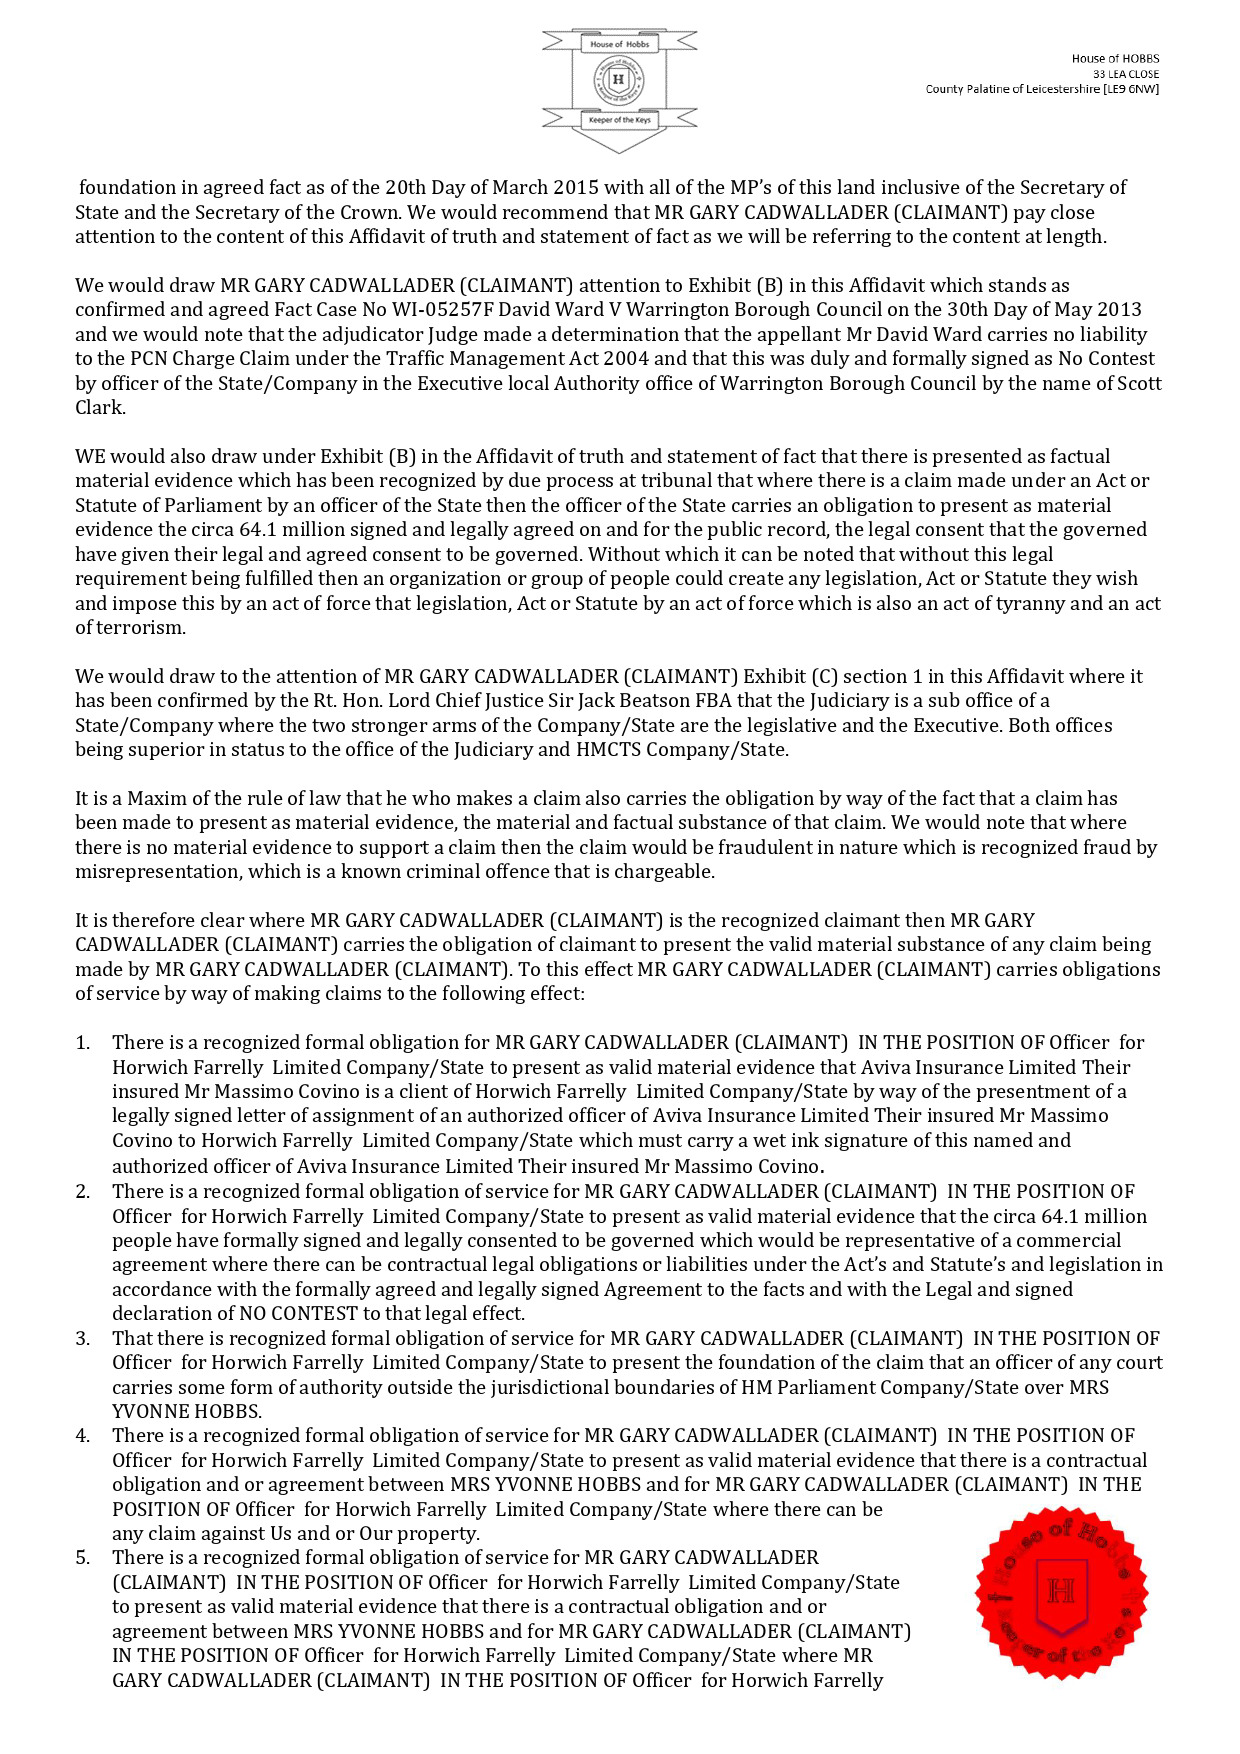 House of Hobbs
H
Keeper of the Keys
House of HOBBS
33 LEA CLOSE
County Palatine of Leicestershire [LE9 6NW]
foundation in agreed fact as of the 20th Day of March 2015 with all of the MP’s of this land inclusive of the Secretary of
State and the Secretary of the Crown. We would recommend that MR GARY CADWALLADER (CLAIMANT) pay close
attention to the content of this Affidavit of truth and statement of fact as we will be referring to the content at length.
We would draw MR GARY CADWALLADER (CLAIMANT) attention to Exhibit (B) in this Affidavit which stands as
confirmed and agreed Fact Case No WI-05257F David Ward V Warrington Borough Council on the 30th Day of May 2013
and we would note that the adjudicator Judge made a determination that the appellant Mr David Ward carries no liability
to the PCN Charge Claim under the Traffic Management Act 2004 and that this was duly and formally signed as No Contest
by officer of the State/Company in the Executive local Authority office of Warrington Borough Council by the name of Scott
Clark.
WE would also draw under Exhibit (B) in the Affidavit of truth and statement of fact that there is presented as factual
material evidence which has been recognized by due process at tribunal that where there is a claim made under an Act or
Statute of Parliament by an officer of the State then the officer of the State carries an obligation to present as material
evidence the circa 64.1 million signed and legally agreed on and for the public record, the legal consent that the governed
have given their legal and agreed consent to be governed. Without which it can be noted that without this legal
requirement being fulfilled then an organization or group of people could create any legislation, Act or Statute they wish
and impose this by an act of force that legislation, Act or Statute by an act of force which is also an act of tyranny and an act
of terrorism.
We would draw to the attention of MR GARY CADWALLADER (CLAIMANT) Exhibit (C) section 1 in this Affidavit where it
has been confirmed by the Rt. Hon. Lord Chief Justice Sir Jack Beatson FBA that the Judiciary is a sub office of a
State/Company where the two stronger arms of the Company/State are the legislative and the Executive. Both offices
being superior in status to the office of the Judiciary and HMCTS Company/State.
It is a Maxim of the rule of law that he who makes a claim also carries the obligation by way of the fact that a claim has
been made to present as material evidence, the material and factual substance of that claim. We would note that where
there is no material evidence to support a claim then the claim would be fraudulent in nature which is recognized fraud by
misrepresentation, which is a known criminal offence that is chargeable.
It is therefore clear where MR GARY CADWALLADER (CLAIMANT) is the recognized claimant then MR GARY
CADWALLADER (CLAIMANT) carries the obligation of claimant to present the valid material substance of any claim being
made by MR GARY CADWALLADER (CLAIMANT). To this effect MR GARY CADWALLADER (CLAIMANT) carries obligations
of service by way of making claims to the following effect:
1. There is a recognized formal obligation for MR GARY CADWALLADER (CLAIMANT) IN THE POSITION OF Officer for
Horwich Farrelly Limited Company/State to present as valid material evidence that Aviva Insurance Limited Their
insured Mr Massimo Covino is a client of Horwich Farrelly Limited Company/State by way of the presentment of a
legally signed letter of assignment of an authorized officer of Aviva Insurance Limited Their insured Mr Massimo
Covino to Horwich Farrelly Limited Company/State which must carry a wet ink signature of this named and
authorized officer of Aviva Insurance Limited Their insured Mr Massimo Covino.
2. There is a recognized formal obligation of service for MR GARY CADWALLADER (CLAIMANT) IN THE POSITION OF
Officer for Horwich Farrelly Limited Company/State to present as valid material evidence that the circa 64.1 million
people have formally signed and legally consented to be governed which would be representative of a commercial
agreement where there can be contractual legal obligations or liabilities under the Act’s and Statute’s and legislation in
accordance with the formally agreed and legally signed Agreement to the facts and with the Legal and signed
declaration of NO CONTEST to that legal effect.
3. That there is recognized formal obligation of service for MR GARY CADWALLADER (CLAIMANT) IN THE POSITION OF
Officer for Horwich Farrelly Limited Company/State to present the foundation of the claim that an officer of any court
carries some form of authority outside the jurisdictional boundaries of HM Parliament Company/State over MRS
YVONNE HOBBS.
4. There is a recognized formal obligation of service for MR GARY CADWALLADER (CLAIMANT) IN THE POSITION OF
Officer for Horwich Farrelly Limited Company/State to present as valid material evidence that there is a contractual
obligation and or agreement between MRS YVONNE HOBBS and for MR GARY CADWALLADER (CLAIMANT) IN THE
POSITION OF Officer for Horwich Farrelly Limited Company/State where there can be
any claim against Us and or Our property.
5. There is a recognized formal obligation of service for MR GARY CADWALLADER
(CLAIMANT) IN THE POSITION OF Officer for Horwich Farrelly Limited Company/State
to present as valid material evidence that there is a contractual obligation and or
agreement between MRS YVONNE HOBBS and for MR GARY CADWALLADER (CLAIMANT)
IN THE POSITION OF Officer for Horwich Farrelly Limited Company/State where MR
GARY CADWALLADER (CLAIMANT) IN THE POSITION OF Officer for Horwich Farrelly
House of Hobbs
H
Keeper of the Keys